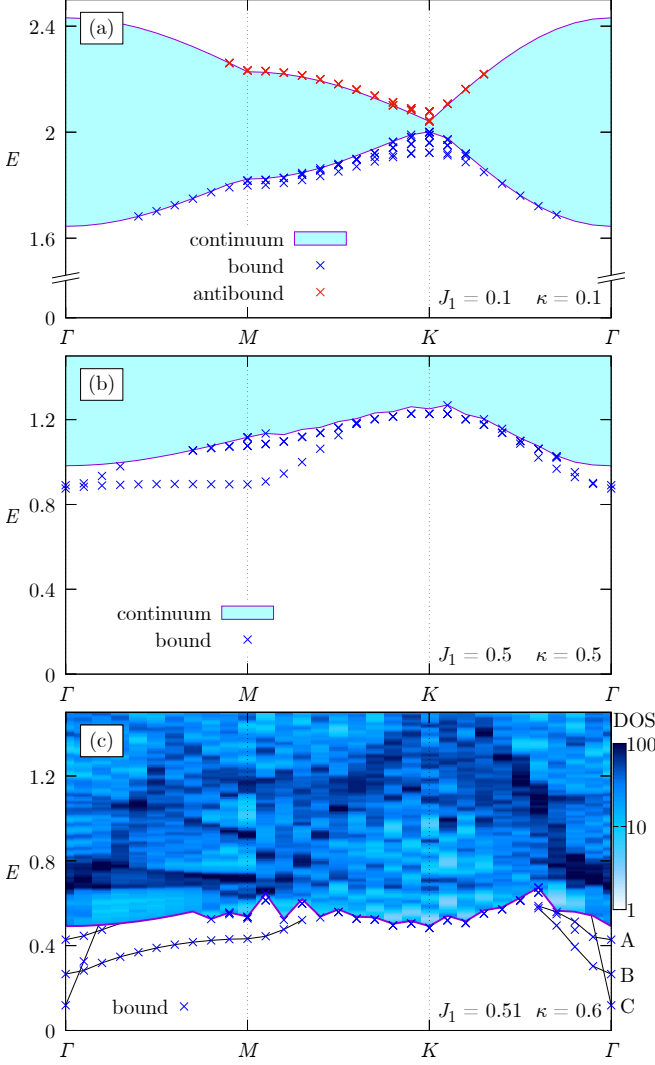 2.4
(a)
2
E
1.6
continuum
bound
antibound
J₁ = 0.1 κ = 0.1
0
Γ M K Γ
(b)
1.2
0.8
E
0.4
continuum
bound
J₁ = 0.5 κ = 0.5
0
Γ M K Γ
(c)
DOS
100
1.2
10
0.8
E
1
0.4
A
B
bound
J₁ = 0.51 κ = 0.6
C
0
Γ M K Γ